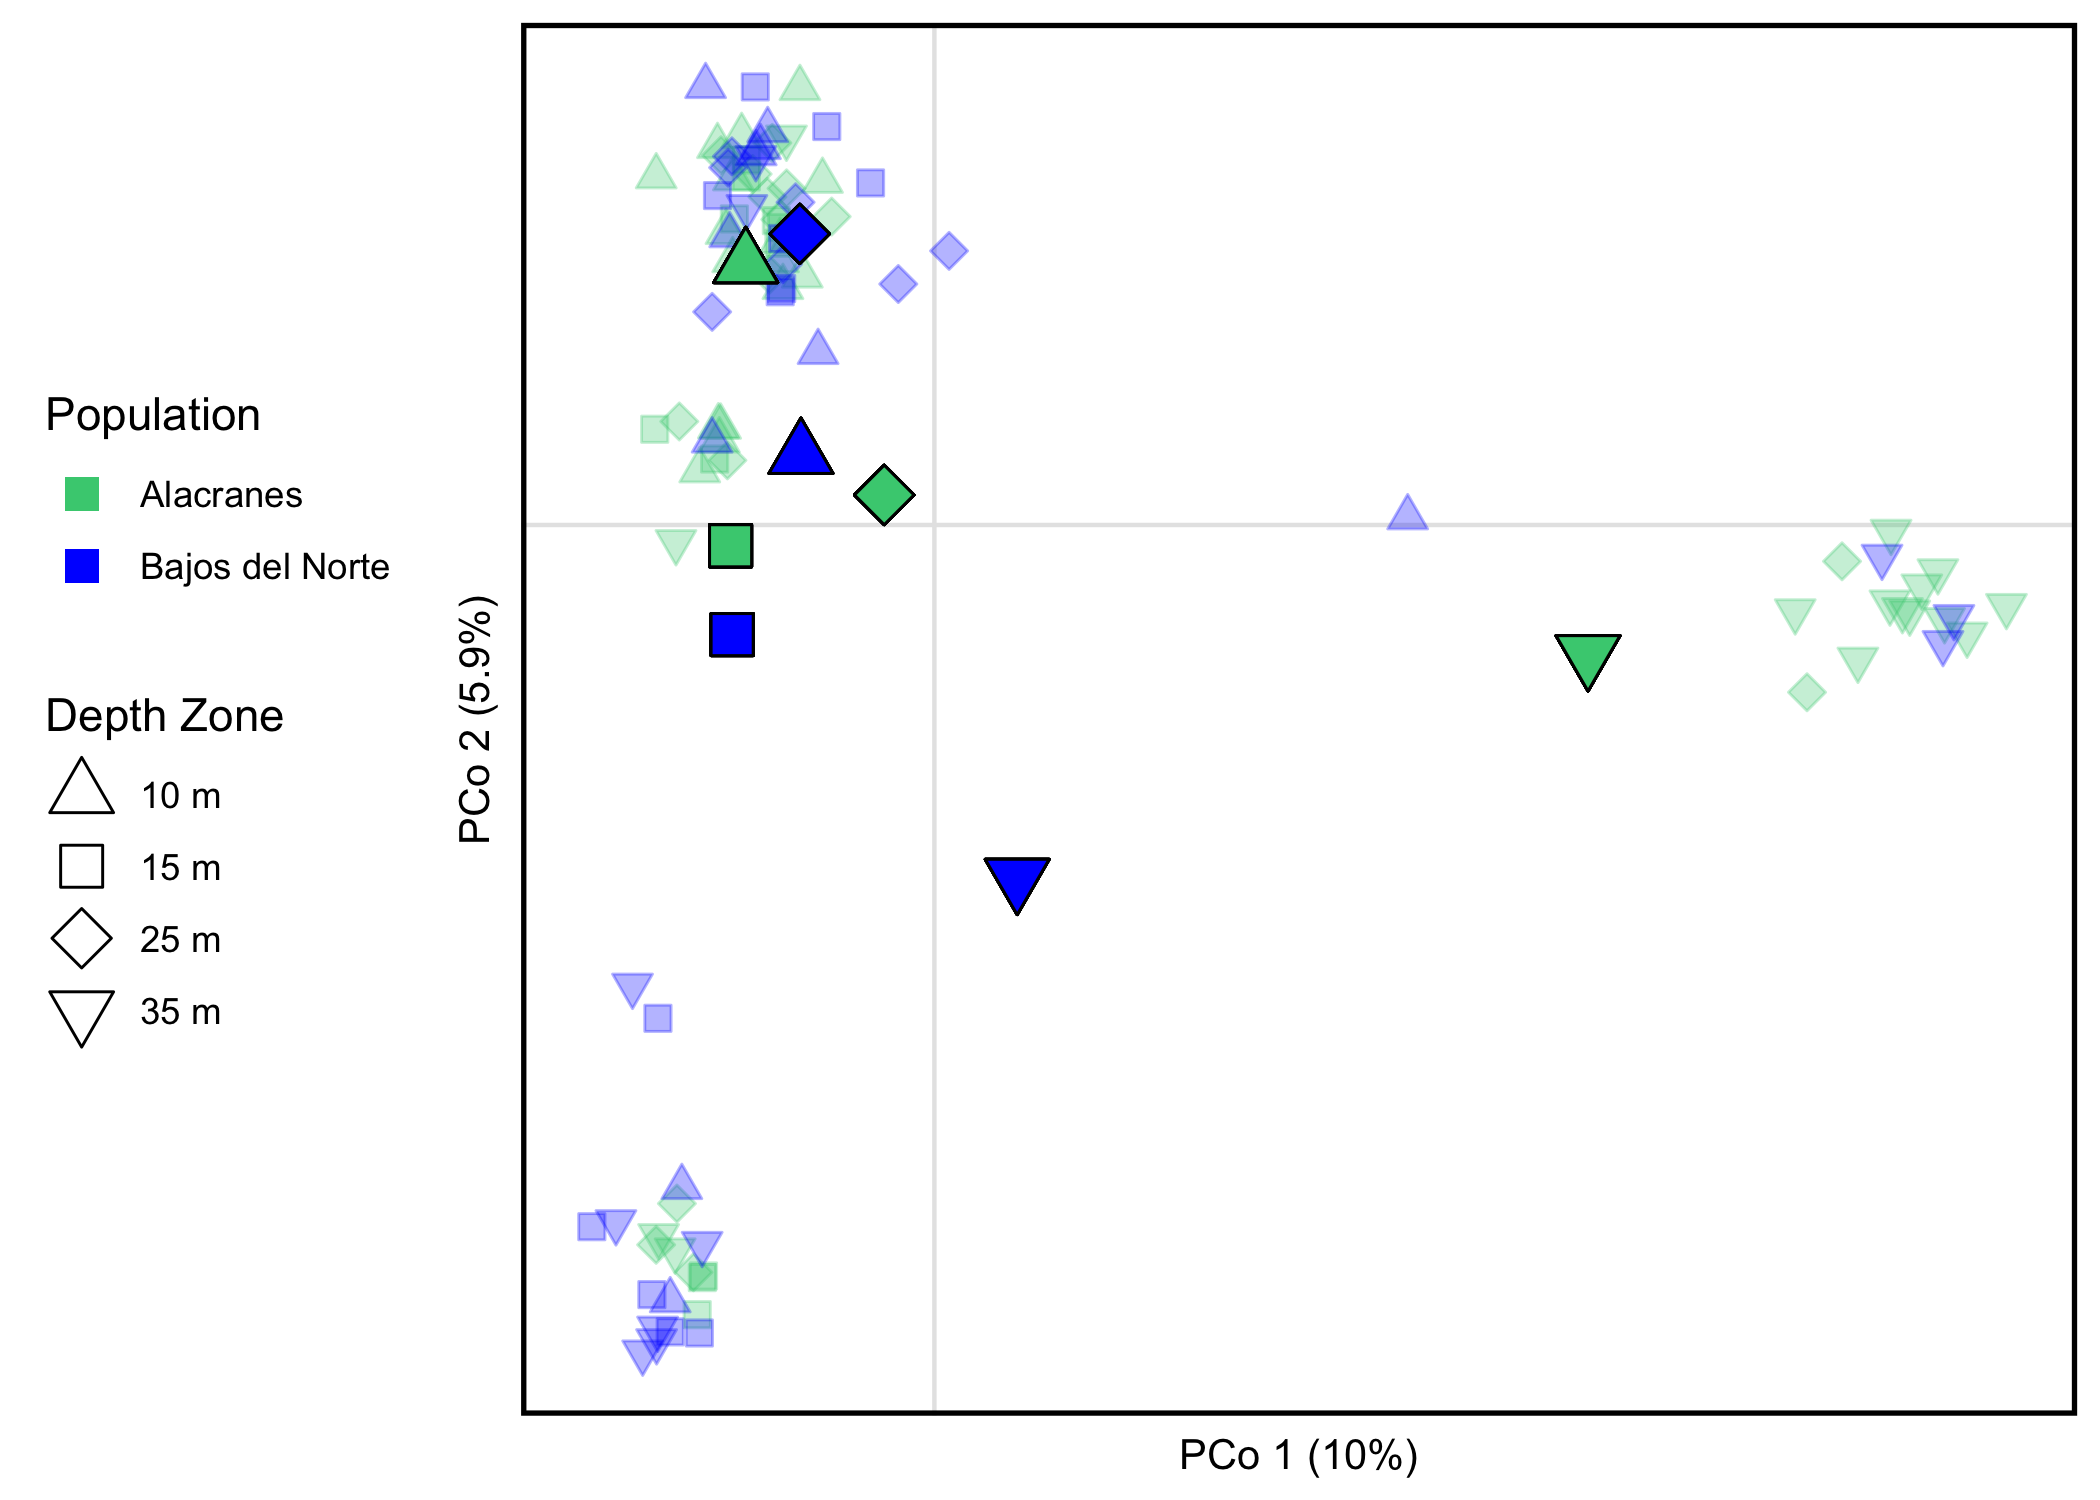 Population
Alacranes
Bajos del Norte
Depth Zone
10 m
15 m
25 m
35 m
PCo 2 (5.9%)
PCo 1 (10%)